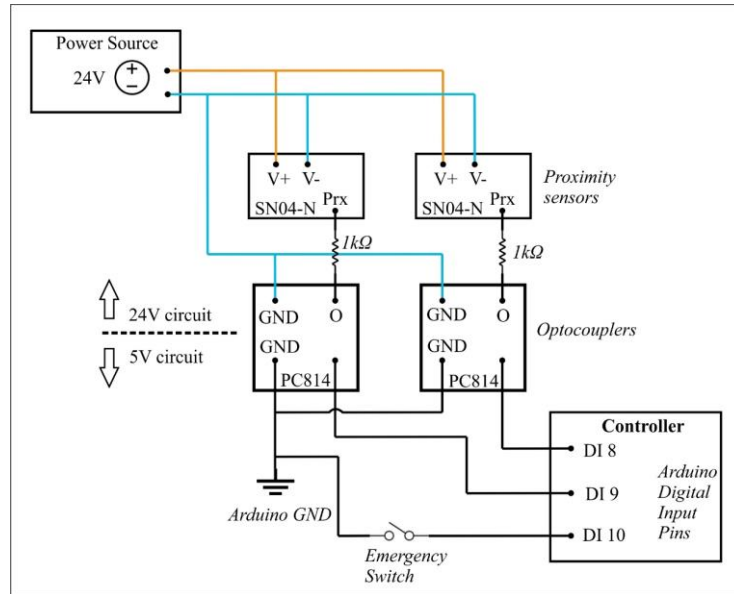 Power Source
24V
V+ V-
Prx
SN04-N
V+ V-
Prx
SN04-N
Proximity
sensors
1kΩ
1kΩ
24V circuit
5V circuit
GND O
GND
PC814
GND O
GND
PC814
Optocouplers
Controller
DI 8
DI 9
DI 10
Arduino
Digital
Input
Pins
Arduino GND
Emergency
Switch